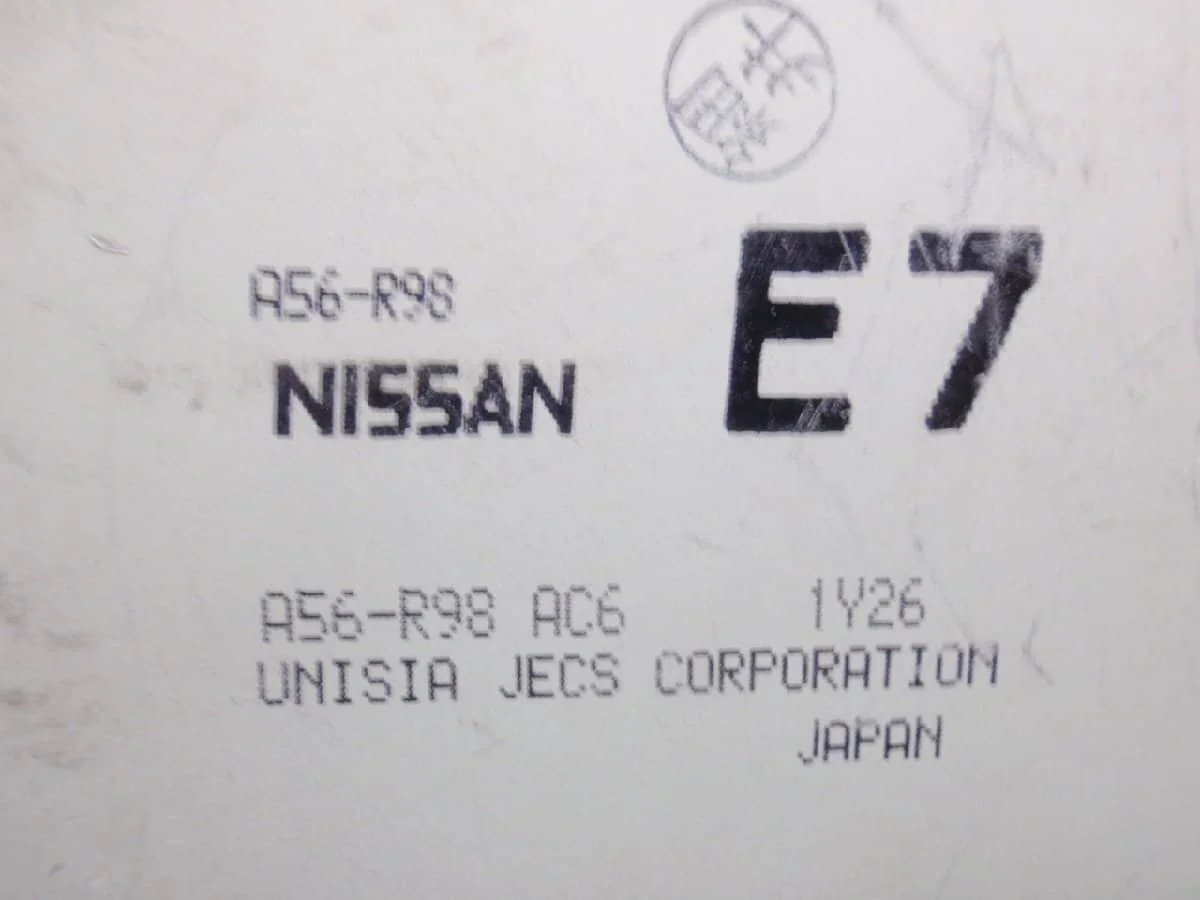 A56-R98
E7
NISSAN
A56-R98 AC6 1Y26
UNISIA JECS CORPORATION
JAPAN